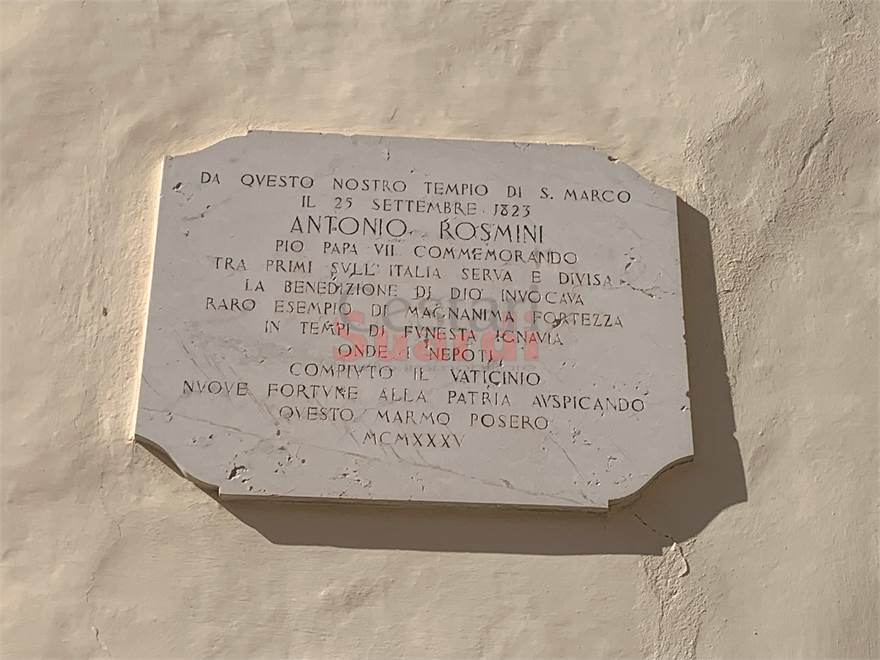 DA QVESTO NOSTRO TEMPIO DI S. MARCO
IL 25 SETTEMBRE 1823
ANTONIO ROSMINI
PIO PAPA VII COMMEMORANDO
TRA PRIMI SVLL'ITALIA SERVA E DIVISA
LA BENEDIZIONE DI DIO INVOCAVA
RARO ESEMPIO DI MAGNANIMA FORTEZZA
IN TEMPI DI FVNESTA IGNAVIA
ONDE I NEPOTI
COMPIVTO IL VATICINIO
NVOVE FORTVNE ALLA PATRIA AVSPICANDO
QVESTO MARMO POSERO
MCMXXXV
Suardi